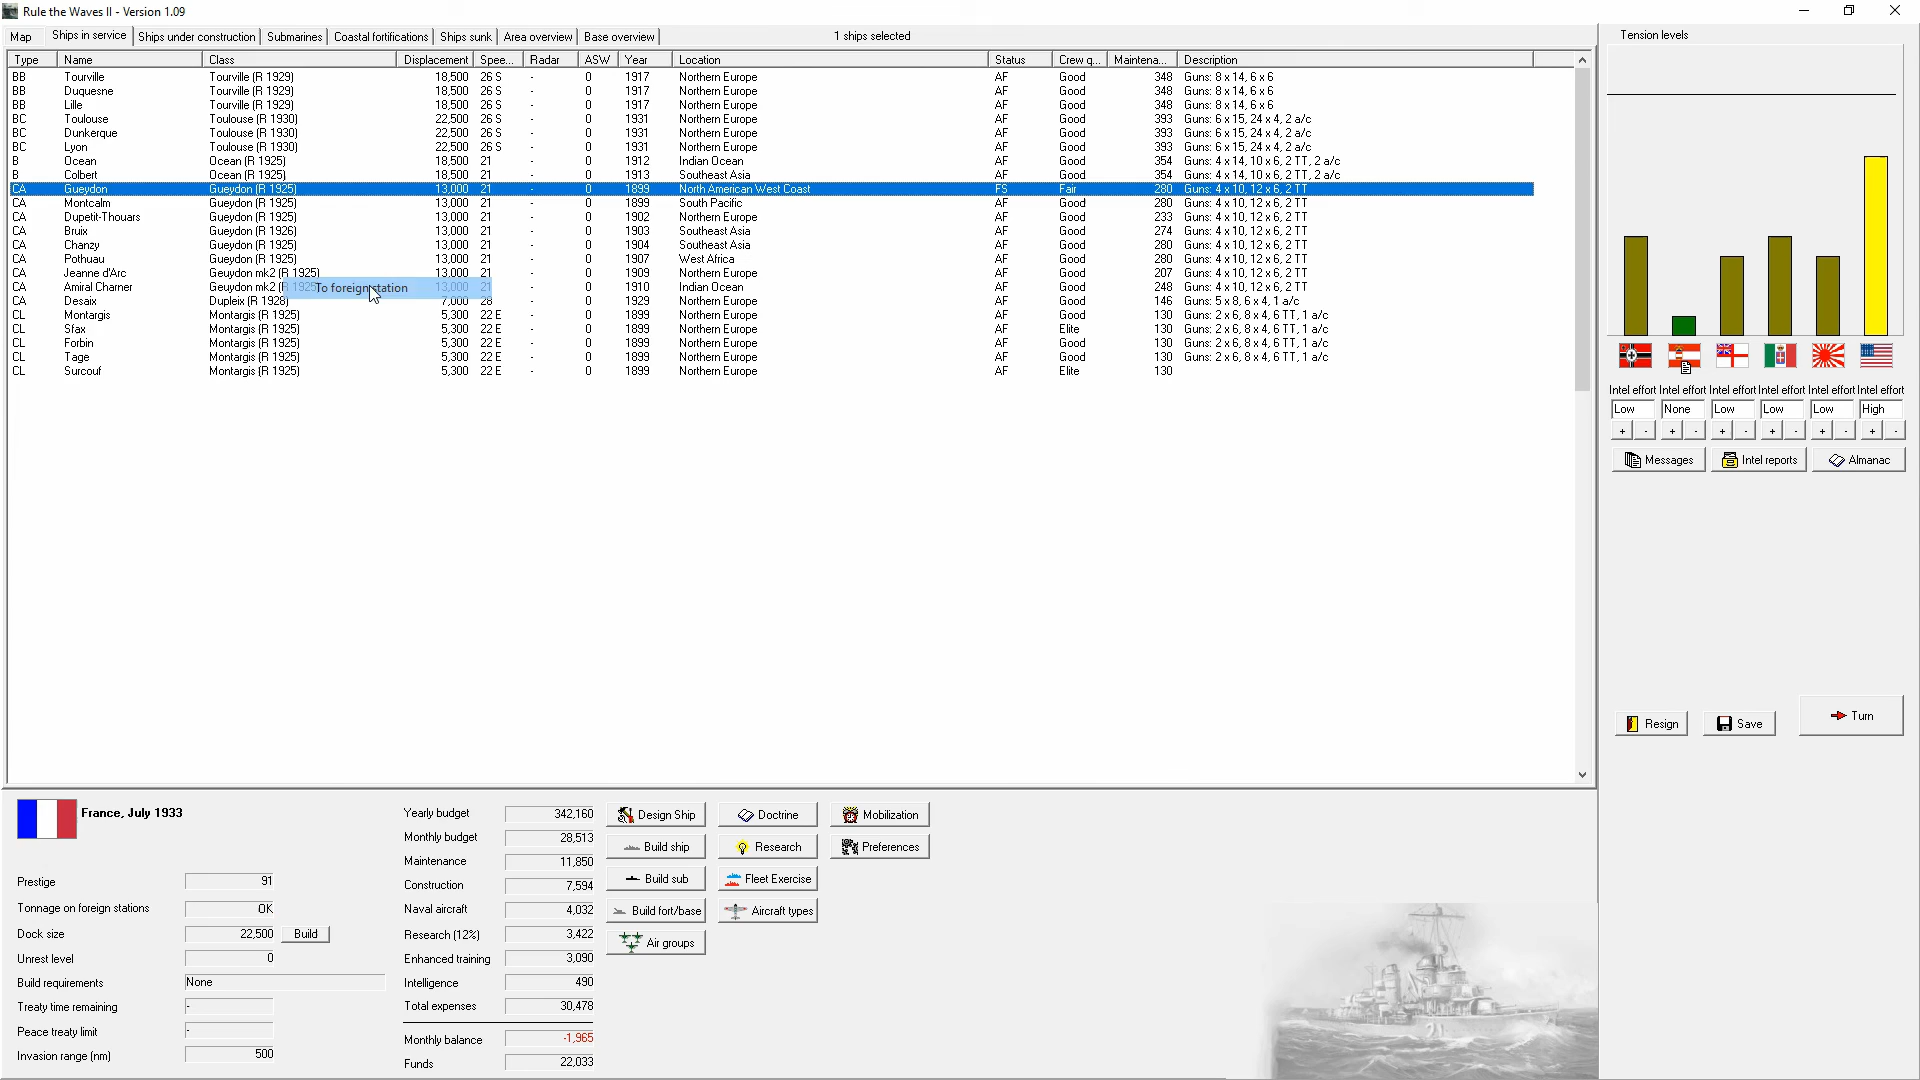 Rule the Waves II - Version 1.09
Map Ships in service Ships under construction Submarines Coastal fortifications Ships sunk Area overview Base overview 1 ships selected
Type Name Class Displacement Spee... Radar ASW Year Location Status Crew q... Maintena... Description
BB Tourville Tourville (R 1929) 18,500 26 S - 0 1917 Northern Europe AF Good 348 Guns: 8 x 14, 6 x 6
BB Duquesne Tourville (R 1929) 18,500 26 S - 0 1917 Northern Europe AF Good 348 Guns: 8 x 14, 6 x 6
BB Lille Tourville (R 1929) 18,500 26 S - 0 1917 Northern Europe AF Good 348 Guns: 8 x 14, 6 x 6
BC Toulouse Toulouse (R 1930) 22,500 26 S - 0 1931 Northern Europe AF Good 393 Guns: 6 x 15, 24 x 4, 2 a/c
BC Dunkerque Toulouse (R 1930) 22,500 26 S - 0 1931 Northern Europe AF Good 393 Guns: 6 x 15, 24 x 4, 2 a/c
BC Lyon Toulouse (R 1930) 22,500 26 S - 0 1931 Northern Europe AF Good 393 Guns: 6 x 15, 24 x 4, 2 a/c
B Ocean Ocean (R 1925) 18,500 21 - 0 1912 Indian Ocean AF Good 354 Guns: 4 x 14, 10 x 6, 2 TT, 2 a/c
B Colbert Ocean (R 1925) 18,500 21 - 0 1913 Southeast Asia AF Good 354 Guns: 4 x 14, 10 x 6, 2 TT, 2 a/c
CA Gueydon Gueydon (R 1925) 13,000 21 - 0 1899 North American West Coast FS Fair 280 Guns: 4 x 10, 12 x 6, 2 TT
CA Montcalm Gueydon (R 1925) 13,000 21 - 0 1899 South Pacific AF Good 280 Guns: 4 x 10, 12 x 6, 2 TT
CA Dupetit-Thouars Gueydon (R 1925) 13,000 21 - 0 1902 Northern Europe AF Good 233 Guns: 4 x 10, 12 x 6, 2 TT
CA Bruix Gueydon (R 1926) 13,000 21 - 0 1903 Southeast Asia AF Good 274 Guns: 4 x 10, 12 x 6, 2 TT
CA Chanzy Gueydon (R 1925) 13,000 21 - 0 1904 Southeast Asia AF Good 280 Guns: 4 x 10, 12 x 6, 2 TT
CA Pothuau Gueydon (R 1925) 13,000 21 - 0 1907 West Africa AF Good 280 Guns: 4 x 10, 12 x 6, 2 TT
CA Jeanne d'Arc Geuydon mk2 (R 1925) 13,000 21 - 0 1909 Northern Europe AF Good 207 Guns: 4 x 10, 12 x 6, 2 TT
CA Amiral Charner Geuydon mk2 (R 1925 To foreign station 13,000 21 - 0 1910 Indian Ocean AF Good 248 Guns: 4 x 10, 12 x 6, 2 TT
CA Desaix Dupleix (R 1928) 7,000 28 - 0 1929 Northern Europe AF Good 146 Guns: 5 x 8, 6 x 4, 1 a/c
CL Montargis Montargis (R 1925) 5,300 22 E - 0 1899 Northern Europe AF Good 130 Guns: 2 x 6, 8 x 4, 6 TT, 1 a/c
CL Sfax Montargis (R 1925) 5,300 22 E - 0 1899 Northern Europe AF Elite 130 Guns: 2 x 6, 8 x 4, 6 TT, 1 a/c
CL Forbin Montargis (R 1925) 5,300 22 E - 0 1899 Northern Europe AF Good 130 Guns: 2 x 6, 8 x 4, 6 TT, 1 a/c
CL Tage Montargis (R 1925) 5,300 22 E - 0 1899 Northern Europe AF Good 130 Guns: 2 x 6, 8 x 4, 6 TT, 1 a/c
CL Surcouf Montargis (R 1925) 5,300 22 E - 0 1899 Northern Europe AF Elite 130
Tension levels
Intel effort Intel effort Intel effort Intel effort Intel effort Intel effort
Low None Low Low Low High
+ - + - + - + - + - + -
Messages Intel reports Almanac
Resign Save Turn
France, July 1933
Prestige 91
Tonnage on foreign stations OK
Dock size 22,500 Build
Unrest level 0
Build requirements None
Treaty time remaining -
Peace treaty limit -
Invasion range (nm) 500
Yearly budget 342,160
Monthly budget 28,513
Maintenance 11,850
Construction 7,594
Naval aircraft 4,032
Research (12%) 3,422
Enhanced training 3,090
Intelligence 490
Total expenses 30,478
Monthly balance -1,965
Funds 22,033
Design Ship Doctrine Mobilization
Build ship Research Preferences
Build sub Fleet Exercise
Build fort/base Aircraft types
Air groups
21